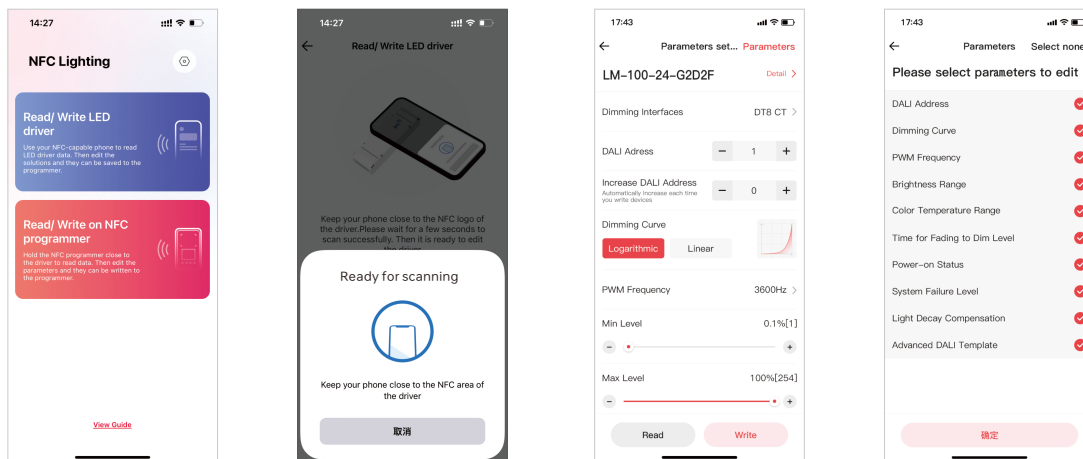 14:27
NFC Lighting
Read/ Write LED
driver
Use your NFC-capable phone to read
LED driver data. Then edit the
solutions and they can be saved to the
programmer.
Read/ Write on NFC
programmer
Hold the NFC programmer close to
the driver to read data. Then edit the
parameters and they can be written to
the programmer.
View Guide
14:27
Read/ Write LED driver
Keep your phone close to the NFC logo of
the driver.Please wait for a few seconds to
scan successfully. Then it is ready to edit
the driver
Ready for scanning
Keep your phone close to the NFC area of
the driver
取消
17:43
Parameters set... Parameters
LM-100-24-G2D2F Detail
Dimming Interfaces DT8 CT
DALI Adress 1
Increase DALI Address
Automatically increase each time
you write devices
0
Dimming Curve
Logarithmic Linear
PWM Frequency 3600Hz
Min Level 0.1%[1]
Max Level 100%[254]
Read Write
17:43
Parameters Select none
Please select parameters to edit
DALI Address
Dimming Curve
PWM Frequency
Brightness Range
Color Temperature Range
Time for Fading to Dim Level
Power-on Status
System Failure Level
Light Decay Compensation
Advanced DALI Template
确定